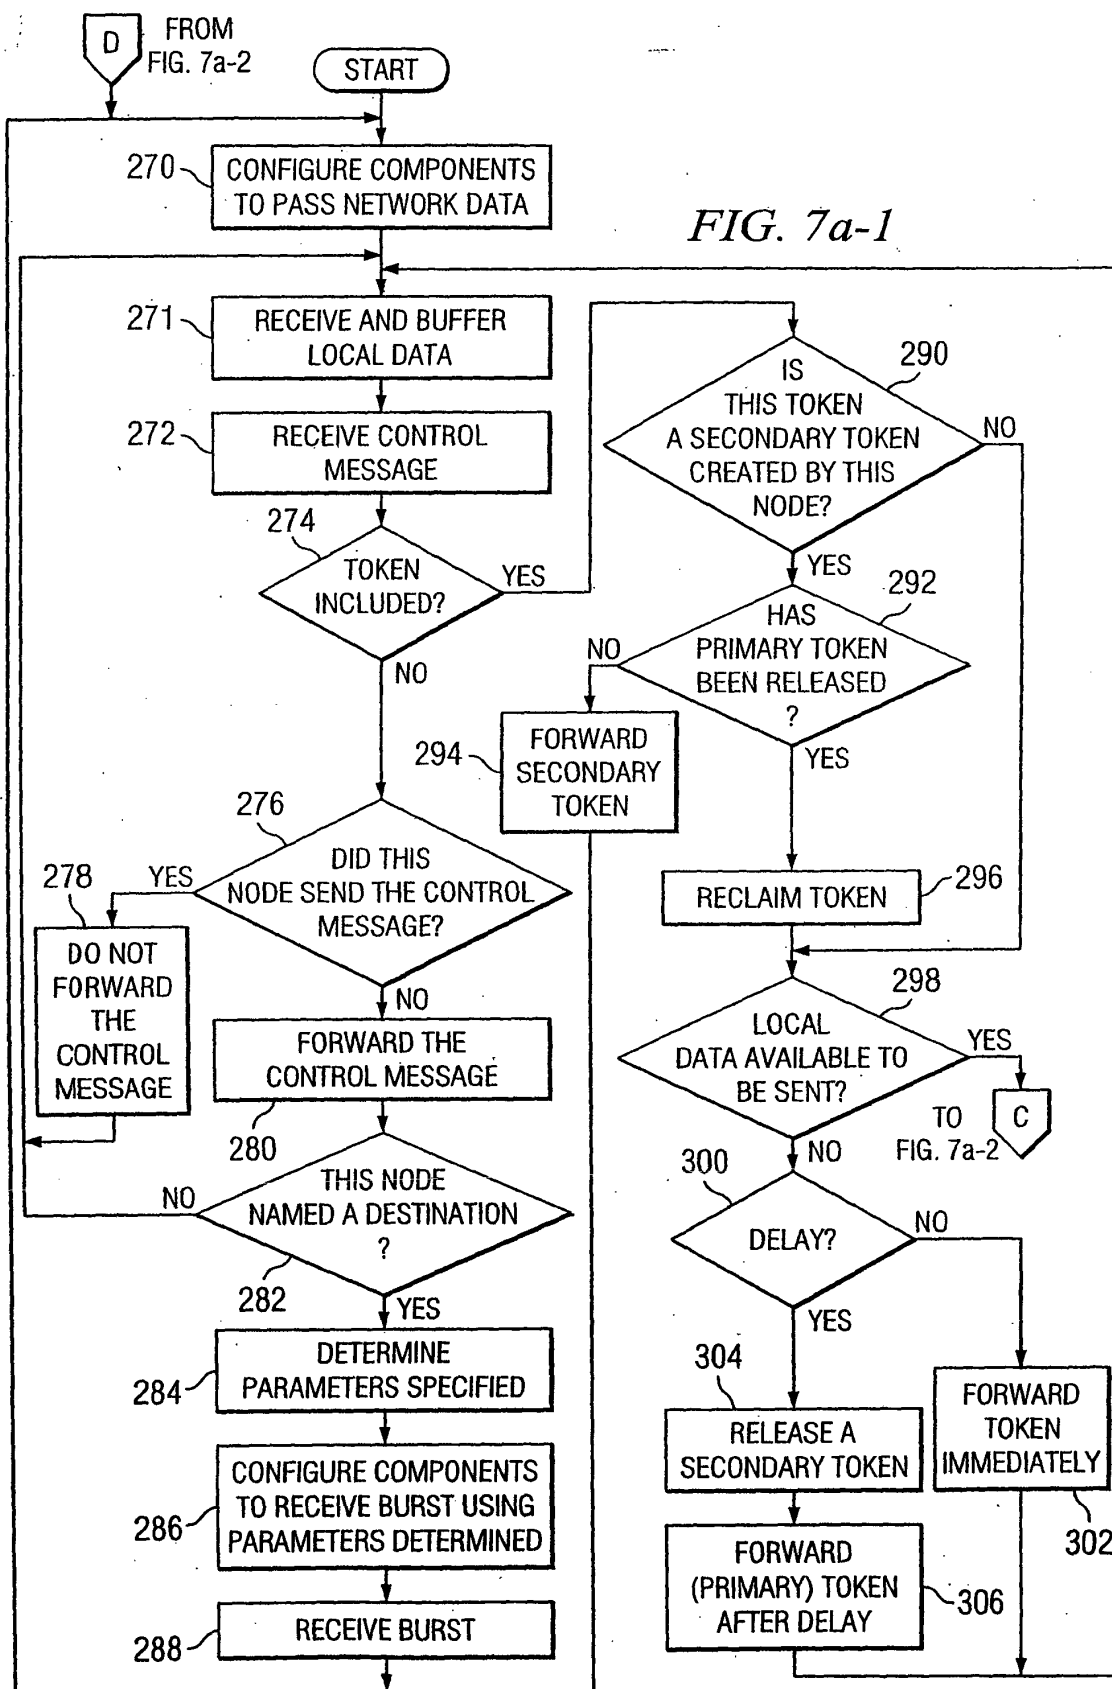 D
FROM
FIG. 7a-2
START
270
CONFIGURE COMPONENTS
TO PASS NETWORK DATA
FIG. 7a-1
271
RECEIVE AND BUFFER
LOCAL DATA
272
RECEIVE CONTROL
MESSAGE
274
TOKEN
INCLUDED?
YES
NO
276
DID THIS
NODE SEND THE CONTROL
MESSAGE?
YES
278
DO NOT
FORWARD
THE
CONTROL
MESSAGE
NO
FORWARD THE
CONTROL MESSAGE
280
THIS NODE
NAMED A DESTINATION
?
NO
282
YES
284
DETERMINE
PARAMETERS SPECIFIED
286
CONFIGURE COMPONENTS
TO RECEIVE BURST USING
PARAMETERS DETERMINED
288
RECEIVE BURST
290
IS
THIS TOKEN
A SECONDARY TOKEN
CREATED BY THIS
NODE?
NO
YES
292
HAS
PRIMARY TOKEN
BEEN RELEASED
?
NO
294
FORWARD
SECONDARY
TOKEN
YES
RECLAIM TOKEN
296
298
LOCAL
DATA AVAILABLE TO
BE SENT?
YES
TO
FIG. 7a-2
C
NO
300
DELAY?
NO
YES
304
RELEASE A
SECONDARY TOKEN
FORWARD
TOKEN
IMMEDIATELY
302
FORWARD
(PRIMARY) TOKEN
AFTER DELAY
306